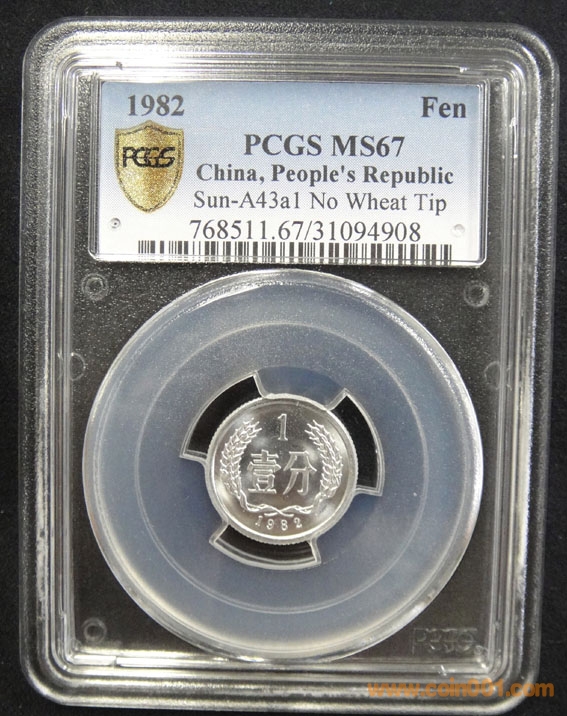 1982 Fen
PCGS
PCGS MS67
China, People's Republic
Sun-A43a1 No Wheat Tip
768511.67/31094908
1
壹分
1982
PCGS
www.coin001.com